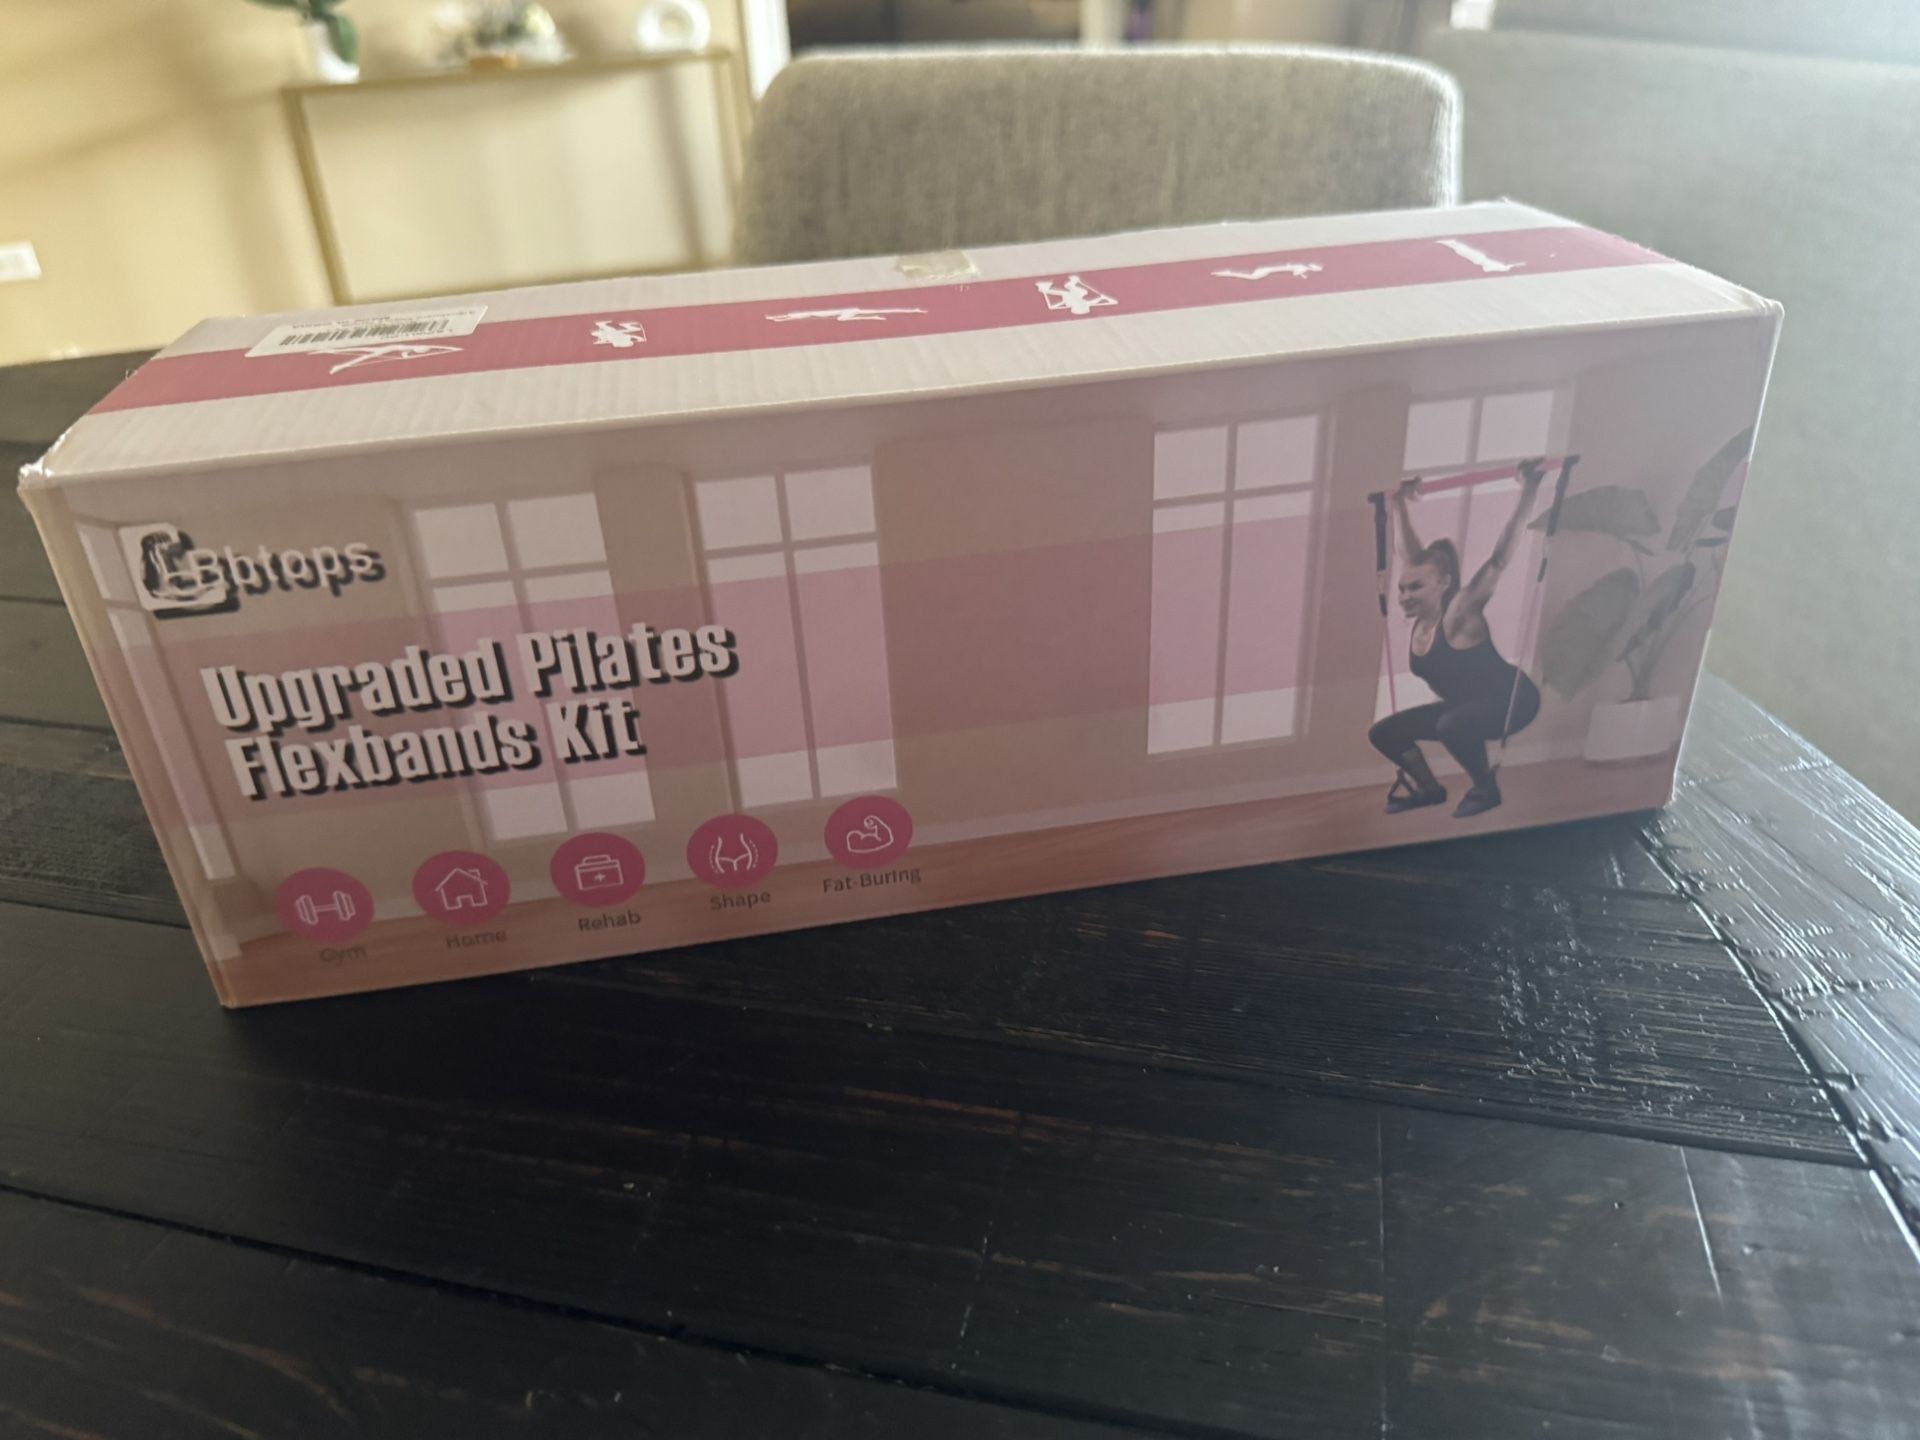 Bbtops
Upgraded Pilates
Flexbands Kit
Gym
Home
Rehab
Shape
Fat-Buring